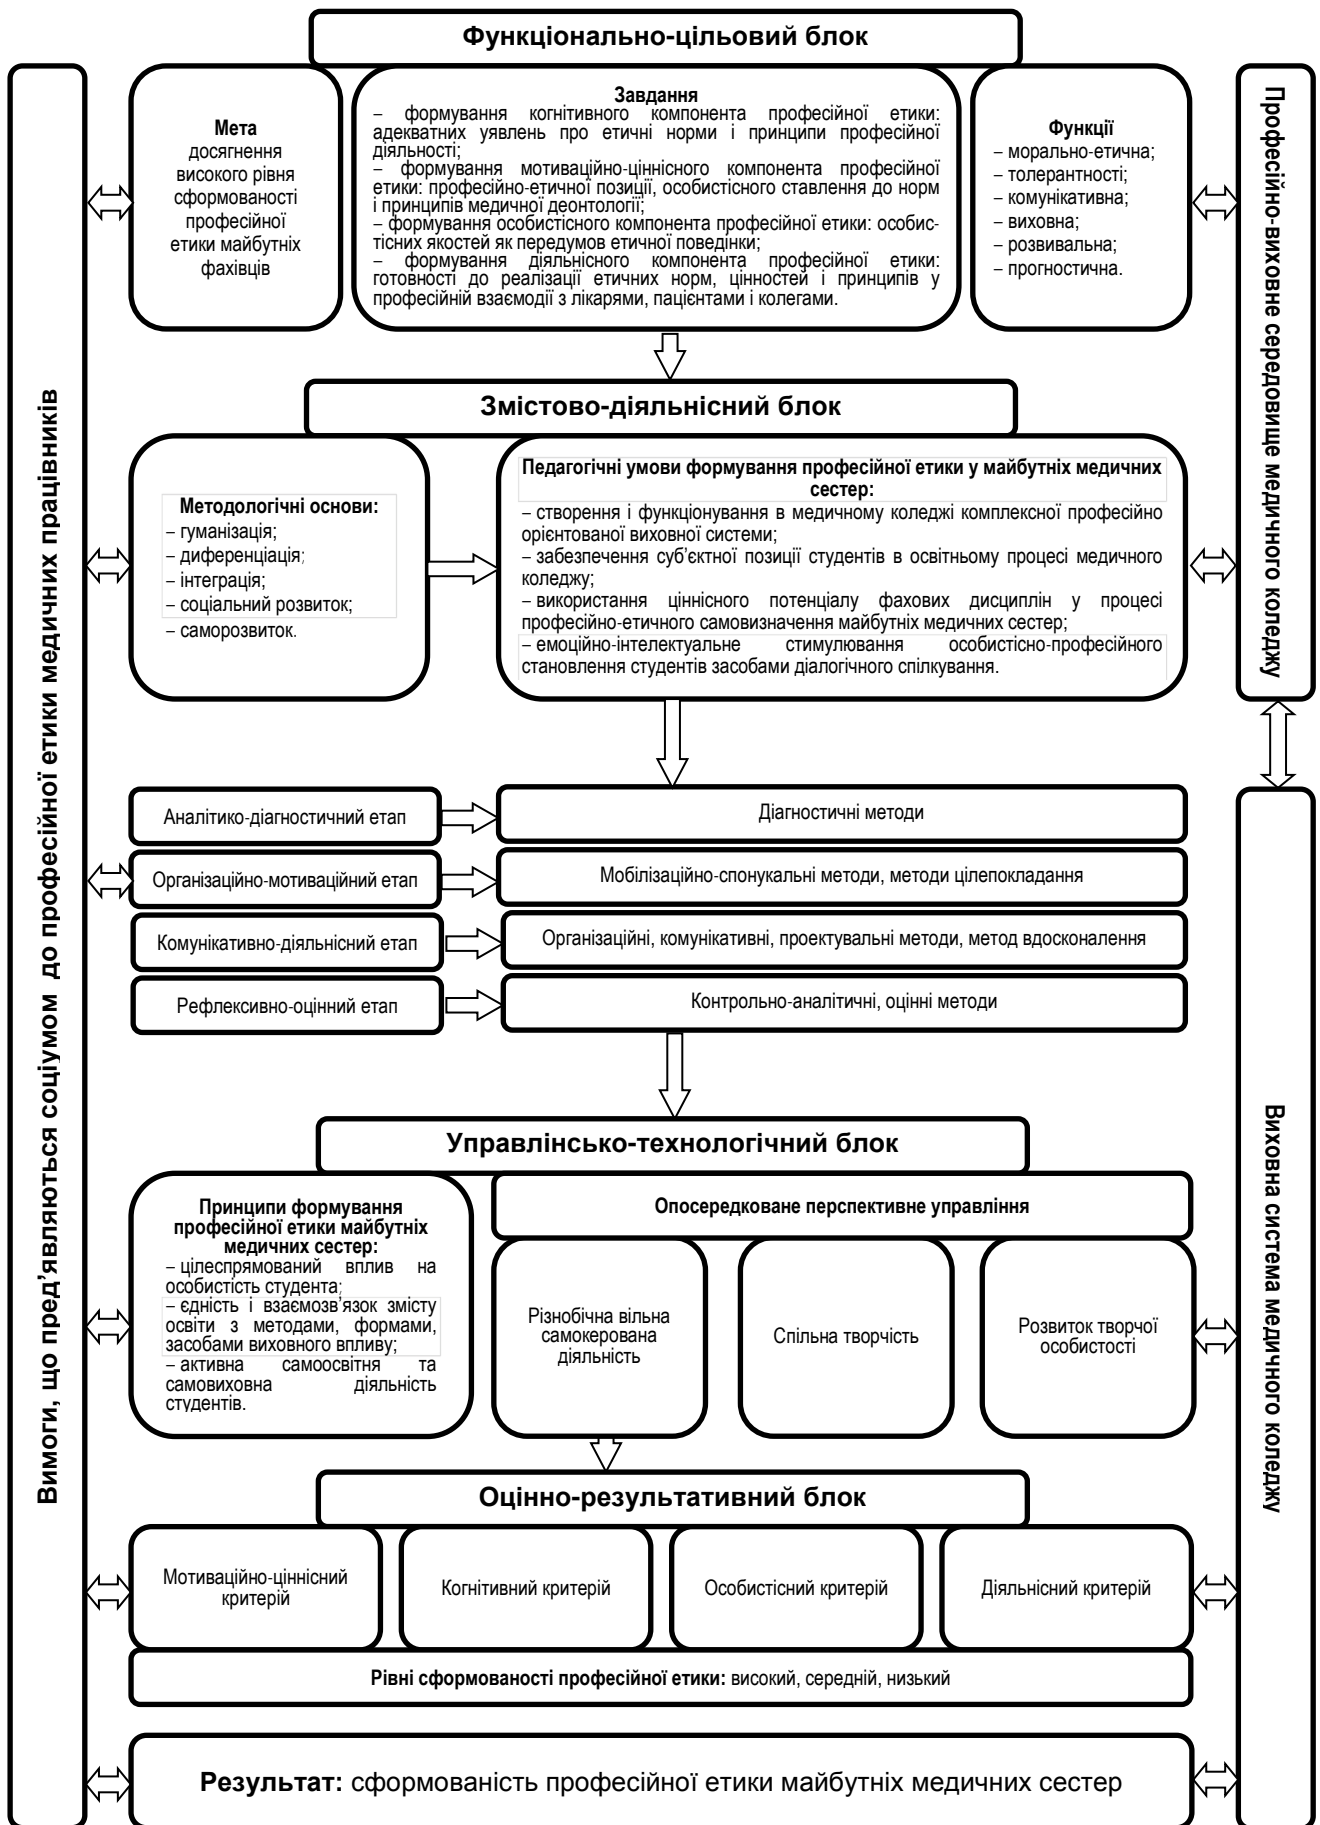 Функціонально-цільовий блок
Вимоги, що пред’являються соціумом до професійної етики медичних працівників
Мета
досягнення
високого рівня
сформованості
професійної
етики майбутніх
фахівців
Завдання
– формування когнітивного компонента професійної етики:
адекватних уявлень про етичні норми і принципи професійної
діяльності;
– формування мотиваційно-ціннісного компонента професійної
етики: професійно-етичної позиції, особистісного ставлення до норм
і принципів медичної деонтології;
– формування особистісного компонента професійної етики: особис-
тісних якостей як передумов етичної поведінки;
– формування діяльнісного компонента професійної етики:
готовності до реалізації етичних норм, цінностей і принципів у
професійній взаємодії з лікарями, пацієнтами і колегами.
Функції
– морально-етична;
– толерантності;
– комунікативна;
– виховна;
– розвивальна;
– прогностична.
Професійно-виховне середовище медичного коледжу
Змістово-діяльнісний блок
Методологічні основи:
– гуманізація;
– диференціація;
– інтеграція;
– соціальний розвиток;
– саморозвиток.
Педагогічні умови формування професійної етики у майбутніх медичних
сестер:
– створення і функціонування в медичному коледжі комплексної професійно
орієнтованої виховної системи;
– забезпечення суб’єктної позиції студентів в освітньому процесі медичного
коледжу;
– використання ціннісного потенціалу фахових дисциплін у процесі
професійно-етичного самовизначення майбутніх медичних сестер;
– емоційно-інтелектуальне стимулювання особистісно-професійного
становлення студентів засобами діалогічного спілкування.
Аналітико-діагностичний етап
Діагностичні методи
Організаційно-мотиваційний етап
Мобілізаційно-спонукальні методи, методи цілепокладання
Комунікативно-діяльнісний етап
Організаційні, комунікативні, проектувальні методи, метод вдосконалення
Рефлексивно-оцінний етап
Контрольно-аналітичні, оцінні методи
Виховна система медичного коледжу
Управлінсько-технологічний блок
Принципи формування
професійної етики майбутніх
медичних сестер:
– цілеспрямований вплив на
особистість студента;
– єдність і взаємозв’язок змісту
освіти з методами, формами,
засобами виховного впливу;
– активна самоосвітня та
самовиховна діяльність
студентів.
Опосередковане перспективне управління
Різнобічна вільна
самокерована
діяльність
Спільна творчість
Розвиток творчої
особистості
Оцінно-результативний блок
Мотиваційно-ціннісний
критерій
Когнітивний критерій
Особистісний критерій
Діяльнісний критерій
Рівні сформованості професійної етики: високий, середній, низький
Результат: сформованість професійної етики майбутніх медичних сестер